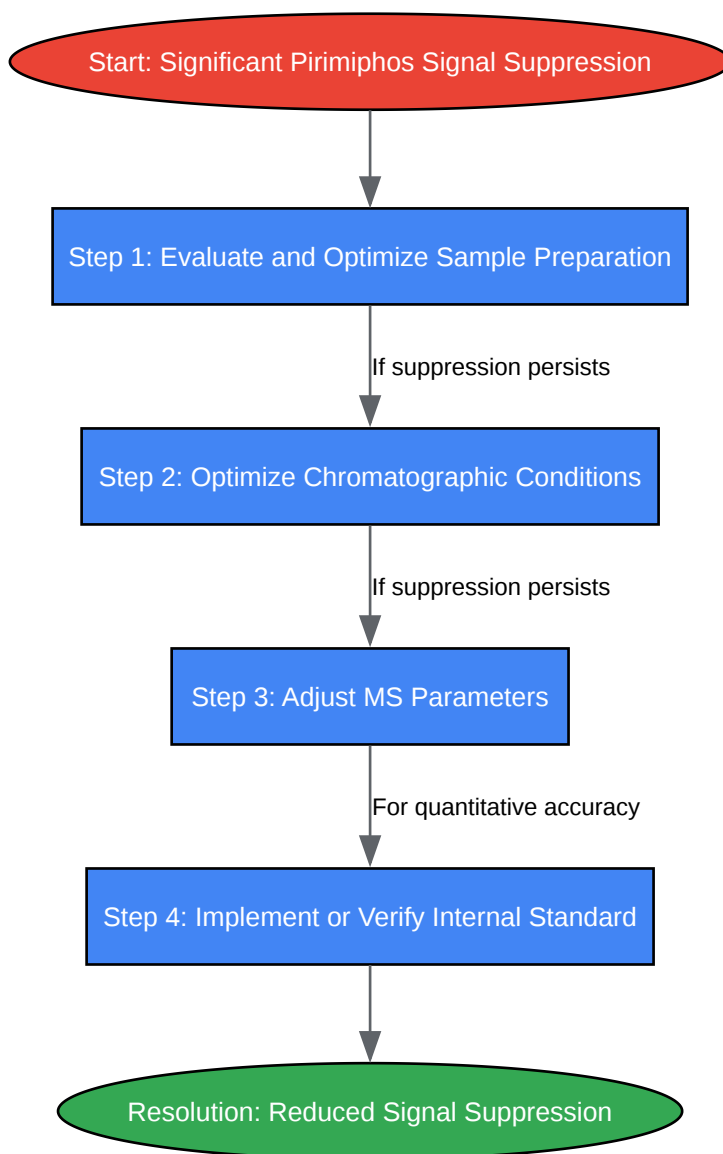 Start: Significant Pirimiphos Signal Suppression
Step 1: Evaluate and Optimize Sample Preparation
If suppression persists
Step 2: Optimize Chromatographic Conditions
If suppression persists
Step 3: Adjust MS Parameters
For quantitative accuracy
Step 4: Implement or Verify Internal Standard
Resolution: Reduced Signal Suppression